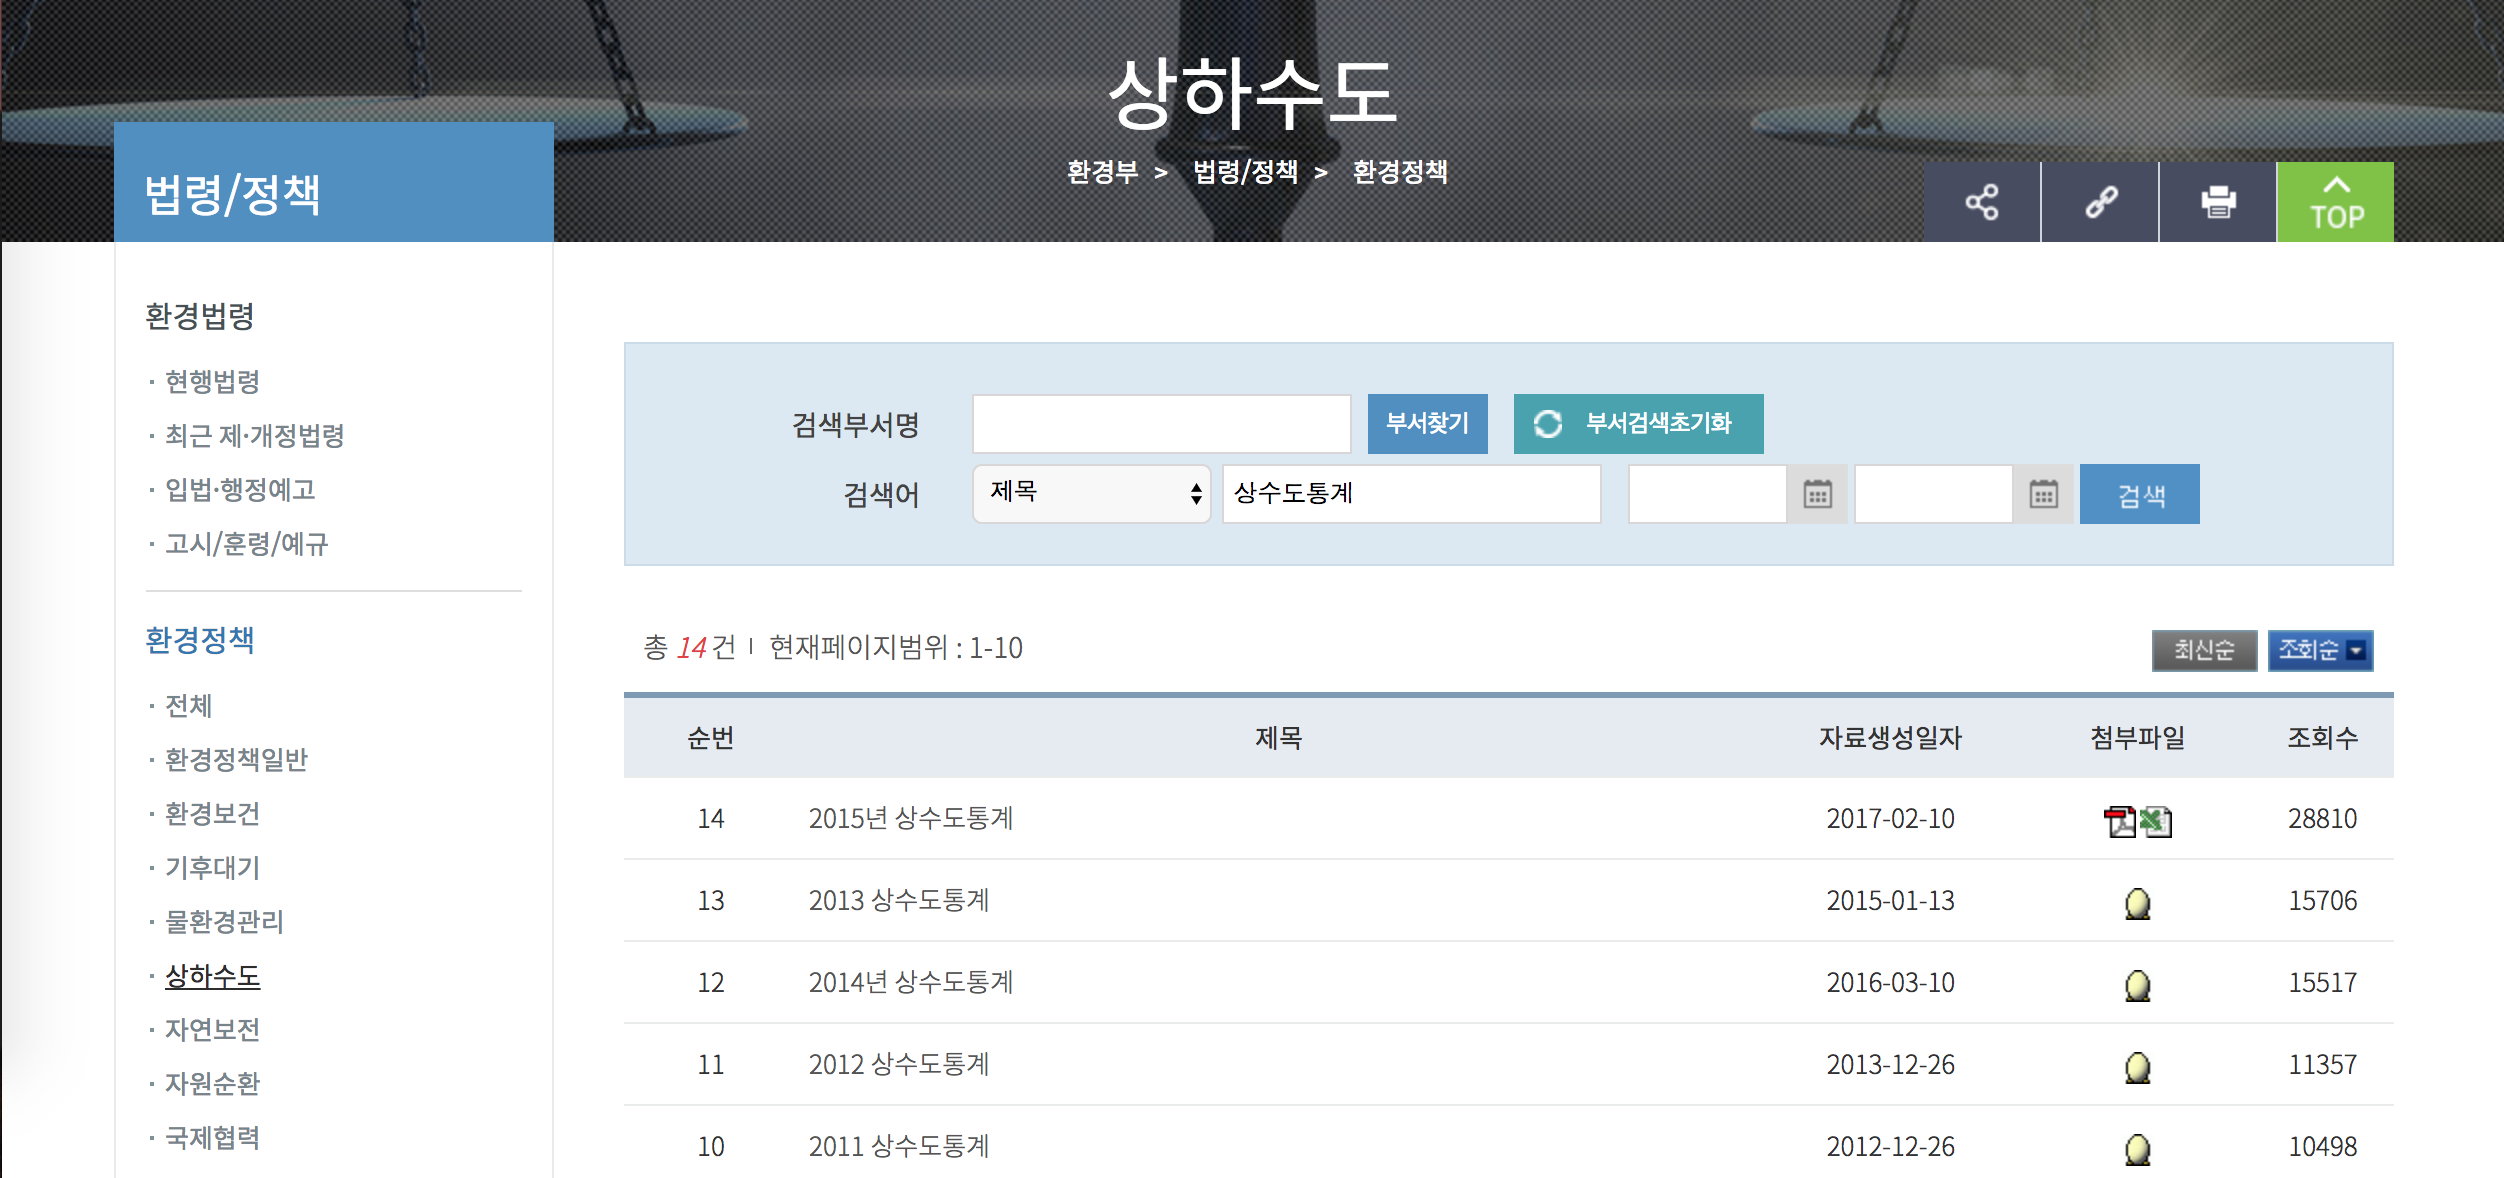 상하수도
환경부 > 법령/정책 > 환경정책
TOP
법령/정책
환경법령
· 현행법령
· 최근 제·개정법령
· 입법·행정예고
· 고시/훈령/예규
환경정책
· 전체
· 환경정책일반
· 환경보건
· 기후대기
· 물환경관리
· 상하수도
· 자연보전
· 자원순환
· 국제협력
검색부서명 부서찾기 부서검색초기화
검색어 제목 상수도통계 검색
총 14 건 | 현재페이지범위 : 1-10 최신순 조회순
순번 제목 자료생성일자 첨부파일 조회수
14 2015년 상수도통계 2017-02-10 28810
13 2013 상수도통계 2015-01-13 15706
12 2014년 상수도통계 2016-03-10 15517
11 2012 상수도통계 2013-12-26 11357
10 2011 상수도통계 2012-12-26 10498